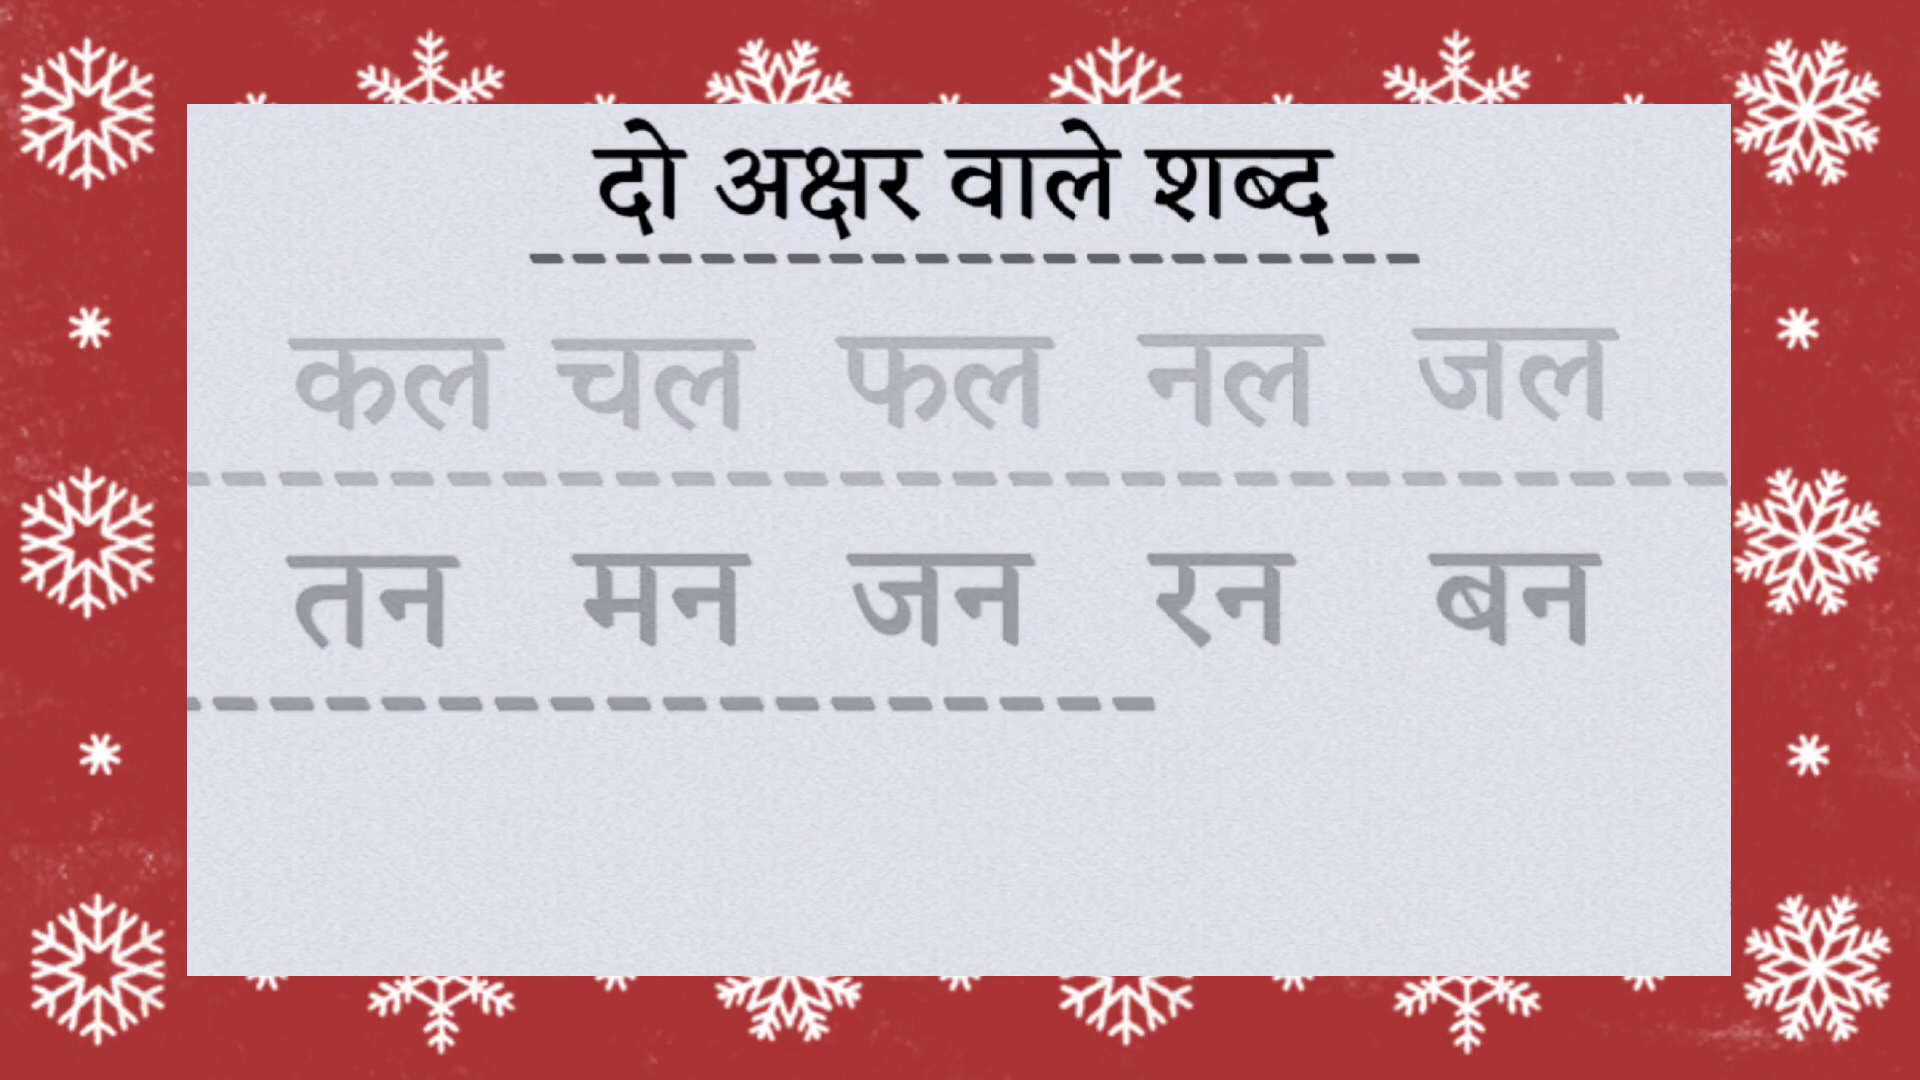 दो अक्षर वाले शब्द
कल चल फल नल जल
तन मन जन रन बन